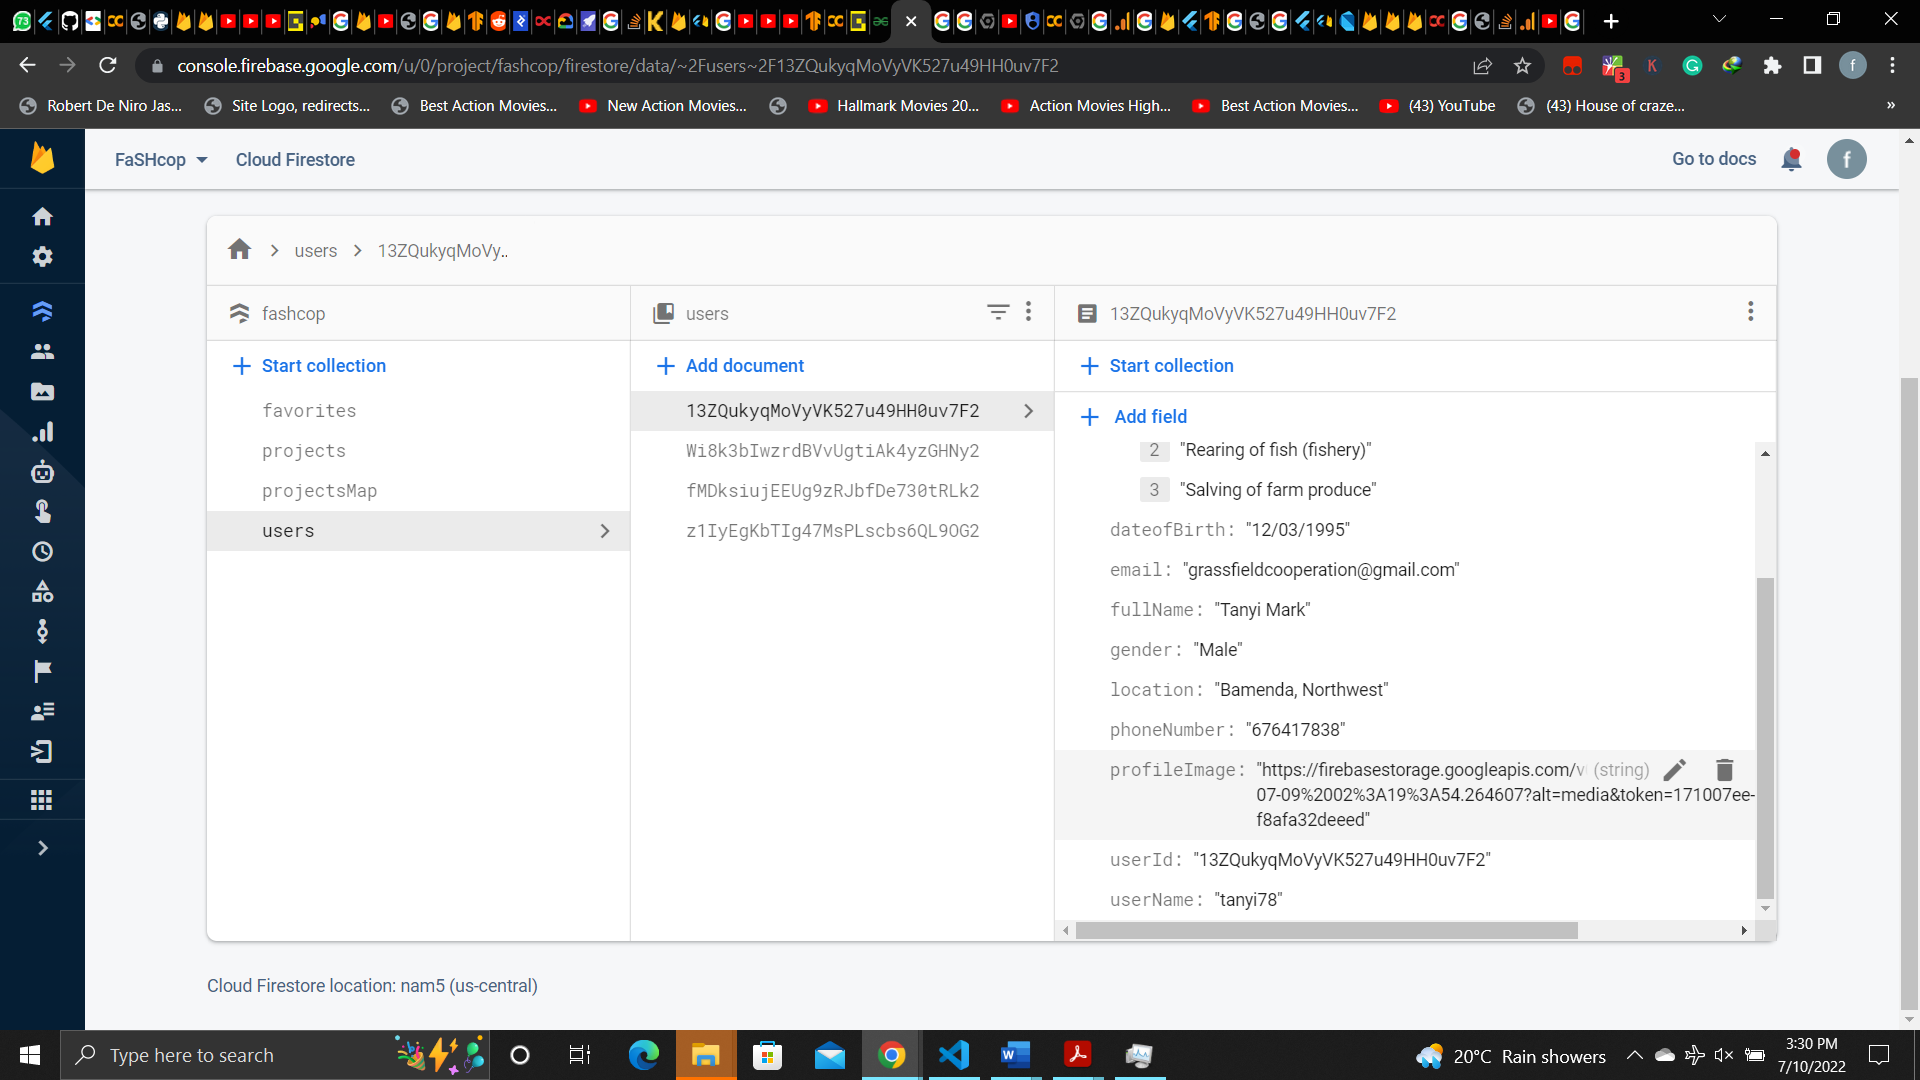 console.firebase.google.com/u/0/project/fashcop/firestore/data/~2Fusers~2F13ZQukyqMoVyVK527u49HH0uv7F2
3
f
Robert De Niro Jas...
Site Logo, redirects...
Best Action Movies...
New Action Movies...
Hallmark Movies 20...
Action Movies High...
Best Action Movies...
(43) YouTube
(43) House of craze...
»
FaSHcop
Cloud Firestore
Go to docs
f
users
13ZQukyqMoVy..
fashcop
users
13ZQukyqMoVyVK527u49HH0uv7F2
Start collection
Add document
Start collection
favorites
projects
projectsMap
users
13ZQukyqMoVyVK527u49HH0uv7F2
Wi8k3bIwzrdBVvUgtiAk4yzGHNy2
fMDksiujEEUg9zRJbfDe730tRLk2
z1IyEgKbTIg47MsPLscbs6QL9OG2
Add field
2 "Rearing of fish (fishery)"
3 "Salving of farm produce"
dateofBirth: "12/03/1995"
email: "grassfieldcooperation@gmail.com"
fullName: "Tanyi Mark"
gender: "Male"
location: "Bamenda, Northwest"
phoneNumber: "676417838"
profileImage: "https://firebasestorage.googleapis.com/v (string)
07-09%2002%3A19%3A54.264607?alt=media&token=171007ee-
f8afa32deeed"
userId: "13ZQukyqMoVyVK527u49HH0uv7F2"
userName: "tanyi78"
Cloud Firestore location: nam5 (us-central)
Type here to search
20°C Rain showers
3:30 PM
7/10/2022